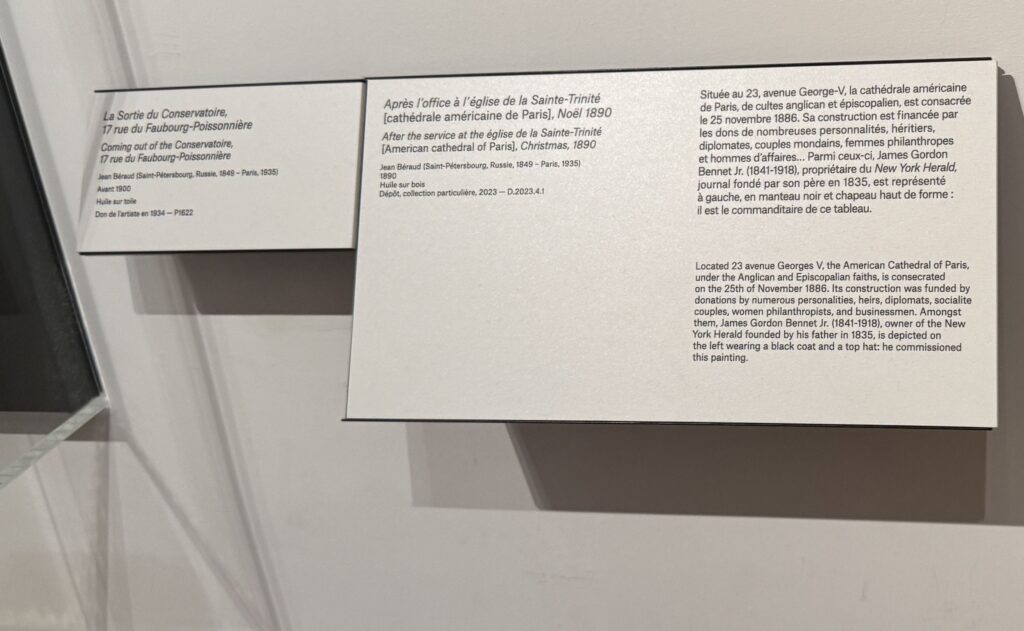 La Sortie du Conservatoire,
17 rue du Faubourg-Poissonnière
Coming out of the Conservatoire,
17 rue du Faubourg-Poissonnière
Jean Béraud (Saint-Pétersbourg, Russie, 1849 – Paris, 1935)
Avant 1900
Huile sur toile
Don de l'artiste en 1934 — P1622
Après l'office à l'église de la Sainte-Trinité
[cathédrale américaine de Paris], Noël 1890
After the service at the église de la Sainte-Trinité
[American cathedral of Paris], Christmas, 1890
Jean Béraud (Saint-Pétersbourg, Russie, 1849 – Paris, 1935)
1890
Huile sur bois
Dépôt, collection particulière, 2023 — D.2023.4.1
Située au 23, avenue George-V, la cathédrale américaine
de Paris, de cultes anglican et épiscopalien, est consacrée
le 25 novembre 1886. Sa construction est financée par
les dons de nombreuses personnalités, héritiers,
diplomates, couples mondains, femmes philanthropes
et hommes d'affaires... Parmi ceux-ci, James Gordon
Bennet Jr. (1841-1918), propriétaire du New York Herald,
journal fondé par son père en 1835, est représenté
à gauche, en manteau noir et chapeau haut de forme :
il est le commanditaire de ce tableau.
Located 23 avenue Georges V, the American Cathedral of Paris,
under the Anglican and Episcopalian faiths, is consecrated
on the 25th of November 1886. Its construction was funded by
donations by numerous personalities, heirs, diplomats, socialite
couples, women philanthropists, and businessmen. Amongst
them, James Gordon Bennet Jr. (1841-1918), owner of the New
York Herald founded by his father in 1835, is depicted on
the left wearing a black coat and a top hat: he commissioned
this painting.